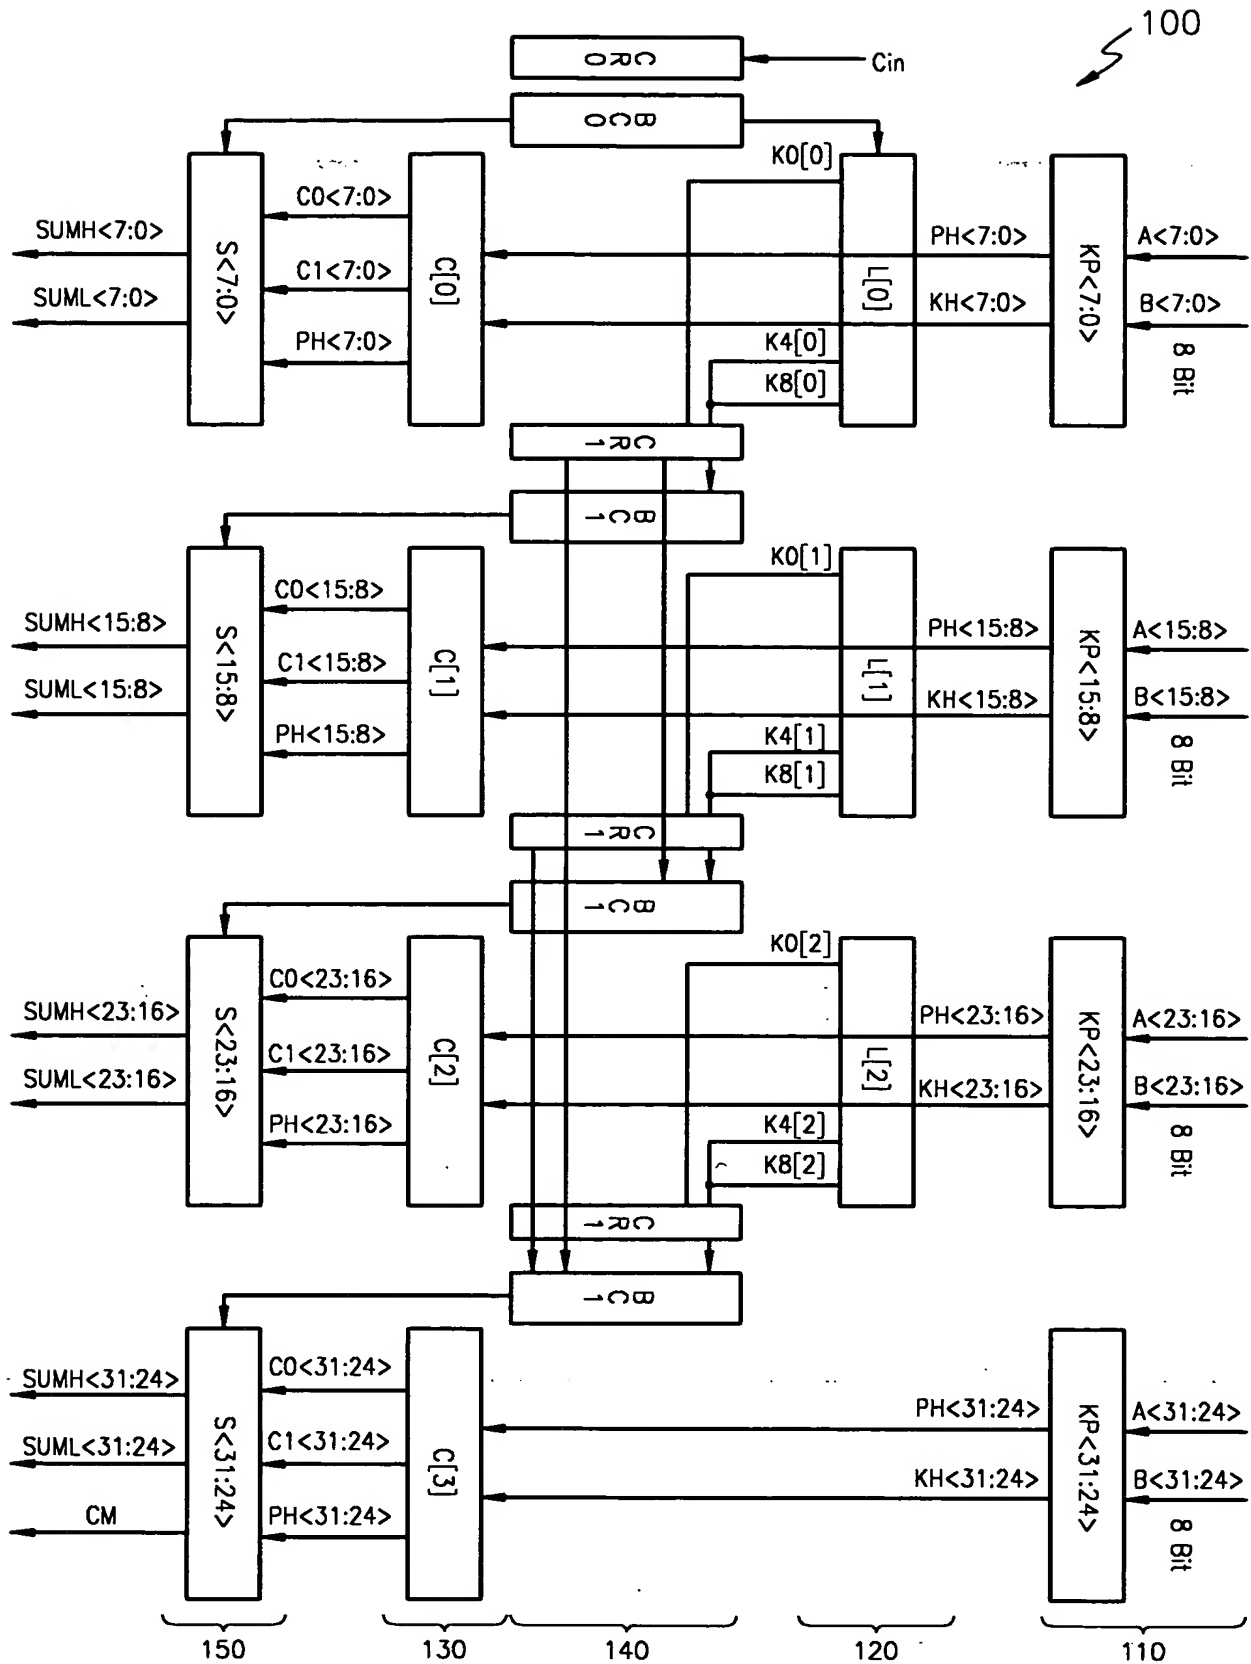 100
CR0
Cin
BC0
K0[0]
C0<7:0>
SUMH<7:0>
PH<7:0>
A<7:0>
S<7:0>
C1<7:0>
C[0]
L[0]
KP<7:0>
SUML<7:0>
KH<7:0>
B<7:0>
PH<7:0>
K4[0]
K8[0]
8 Bit
CR1
BC1
K0[1]
C0<15:8>
SUMH<15:8>
PH<15:8>
A<15:8>
S<15:8>
C1<15:8>
C[1]
L[1]
KP<15:8>
SUML<15:8>
KH<15:8>
B<15:8>
PH<15:8>
K4[1]
K8[1]
8 Bit
CR1
BC1
K0[2]
C0<23:16>
SUMH<23:16>
PH<23:16>
A<23:16>
S<23:16>
C1<23:16>
C[2]
L[2]
KP<23:16>
SUML<23:16>
KH<23:16>
B<23:16>
PH<23:16>
K4[2]
K8[2]
8 Bit
CR1
BC1
C0<31:24>
SUMH<31:24>
PH<31:24>
A<31:24>
S<31:24>
C1<31:24>
C[3]
KP<31:24>
SUML<31:24>
KH<31:24>
B<31:24>
CM
PH<31:24>
8 Bit
150
130
140
120
110